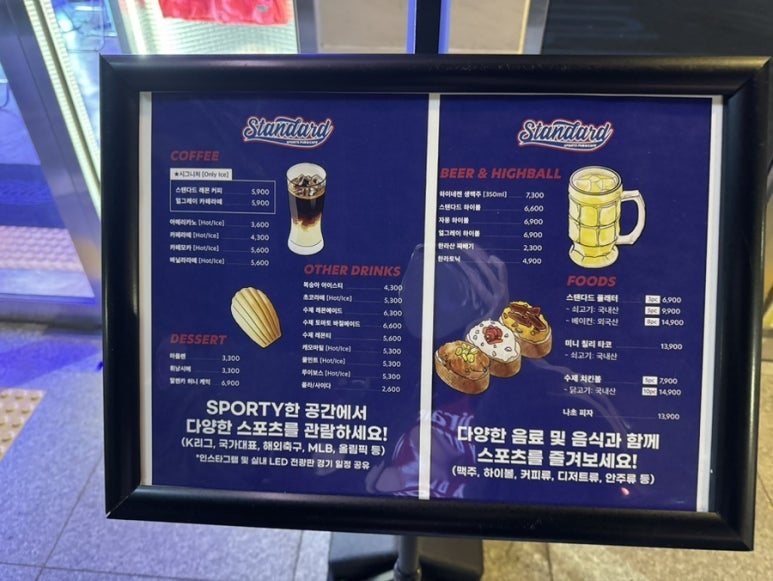 Standard
SPORTS PUB&CAFE
COFFEE
★시그니처 [Only Ice]
스탠다드 레몬 커피 5,900
얼그레이 카페라떼 5,900
아메리카노 [Hot/Ice] 3,600
카페라떼 [Hot/Ice] 4,300
카페모카 [Hot/Ice] 5,600
바닐라라떼 [Hot/Ice] 5,600
OTHER DRINKS
복숭아 아이스티 4,300
초코라떼 [Hot/Ice] 5,300
수제 레몬에이드 6,300
수제 토마토 바질에이드 6,600
수제 레몬티 5,600
캐모마일 [Hot/Ice] 5,300
페퍼민트 [Hot/Ice] 5,300
루이보스 [Hot/Ice] 5,300
콜라/사이다 2,600
DESSERT
마들렌 3,300
휘낭시에 3,300
허니 케익 6,900
SPORTY한 공간에서
다양한 스포츠를 관람하세요!
(K리그, 국가대표, 해외축구, MLB, 올림픽 등)
*인스타그램 및 실내 LED 전광판 경기 일정 공유
Standard
SPORTS PUB&CAFE
BEER & HIGHBALL
하이네켄 생맥주 [350ml] 7,300
스탠다드 하이볼 6,600
자몽 하이볼 6,900
얼그레이 하이볼 6,900
한라산 짜배기 2,300
한라토닉 4,900
FOODS
스탠다드 플래터 3pc 6,900
- 쇠고기: 국내산 5pc 9,900
- 베이컨: 외국산 8pc 14,900
미니 칠리 타코 13,900
- 쇠고기: 국내산
수제 치킨볼 5pc 7,900
- 닭고기: 국내산 10pc 14,900
나초 피자 13,900
다양한 음료 및 음식과 함께
스포츠를 즐겨보세요!
(맥주, 하이볼, 커피류, 디저트류, 안주류 등)